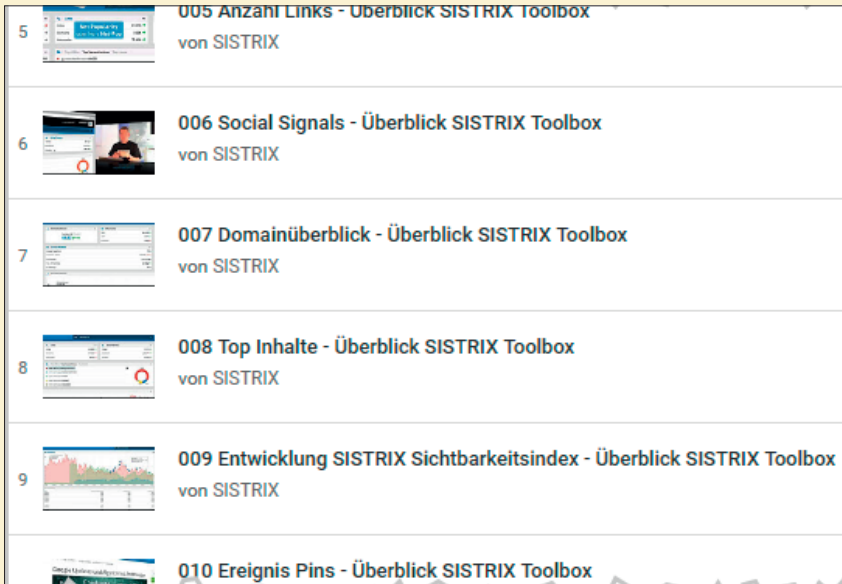 5
005 Anzahl Links - Überblick SISTRIX Toolbox
von SISTRIX
6
006 Social Signals - Überblick SISTRIX Toolbox
von SISTRIX
7
007 Domainüberblick - Überblick SISTRIX Toolbox
von SISTRIX
8
008 Top Inhalte - Überblick SISTRIX Toolbox
von SISTRIX
9
009 Entwicklung SISTRIX Sichtbarkeitsindex - Überblick SISTRIX Toolbox
von SISTRIX
010 Ereignis Pins - Überblick SISTRIX Toolbox